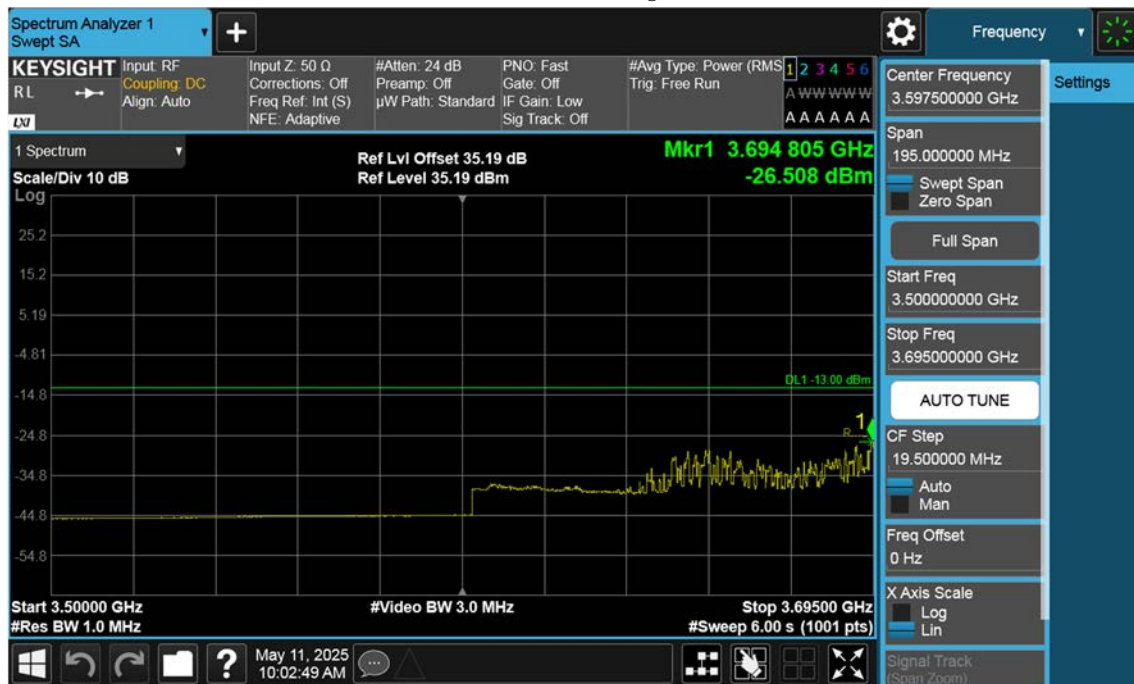 Spectrum Analyzer 1
Swept SA
+
Frequency
KEYSIGHT
RL
LXI
Input: RF
Coupling: DC
Align: Auto
Input Z: 50 Ω
Corrections: Off
Freq Ref: Int (S)
NFE: Adaptive
#Atten: 24 dB
Preamp: Off
µW Path: Standard
PNO: Fast
Gate: Off
IF Gain: Low
Sig Track: Off
#Avg Type: Power (RMS
Trig: Free Run
1 2 3 4 5 6
A W W W W W
A A A A A A
1 Spectrum
Scale/Div 10 dB
Ref Lvl Offset 35.19 dB
Ref Level 35.19 dBm
Mkr1 3.694 805 GHz
-26.508 dBm
Log
25.2
15.2
5.19
-4.81
-14.8
-24.8
-34.8
-44.8
-54.8
DL1 -13.00 dBm
1
Start 3.50000 GHz
#Res BW 1.0 MHz
#Video BW 3.0 MHz
Stop 3.69500 GHz
#Sweep 6.00 s (1001 pts)
May 11, 2025
10:02:49 AM
?
Center Frequency
3.597500000 GHz
Span
195.000000 MHz
Swept Span
Zero Span
Full Span
Start Freq
3.500000000 GHz
Stop Freq
3.695000000 GHz
AUTO TUNE
CF Step
19.500000 MHz
Auto
Man
Freq Offset
0 Hz
X Axis Scale
Log
Lin
Signal Track
(Span Zoom)
Settings